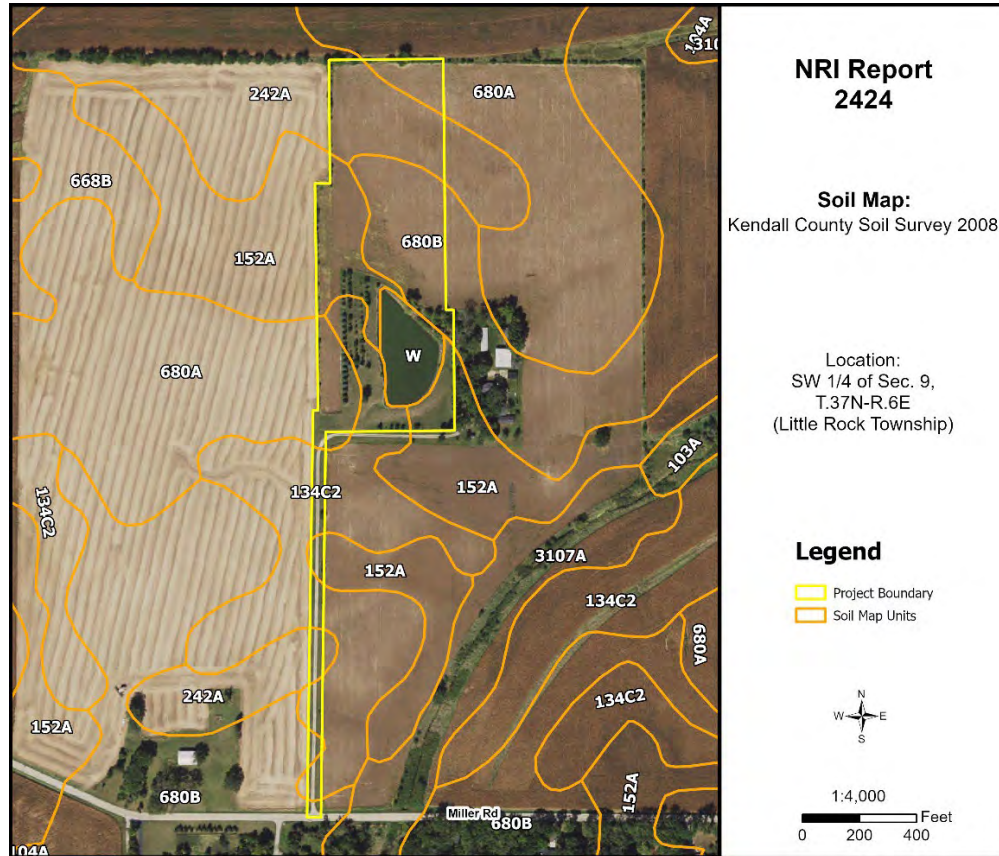 104A
3310
242A
680A
668B
680B
152A
W
680A
103A
134C2
134C2
152A
152A
3107A
134C2
680A
242A
134C2
152A
152A
680B
Miller Rd
680B
104A
NRI Report
2424
Soil Map:
Kendall County Soil Survey 2008
Location:
SW 1/4 of Sec. 9,
T.37N-R.6E
(Little Rock Township)
Legend
Project Boundary
Soil Map Units
N
W E
S
1:4,000
Feet
0 200 400